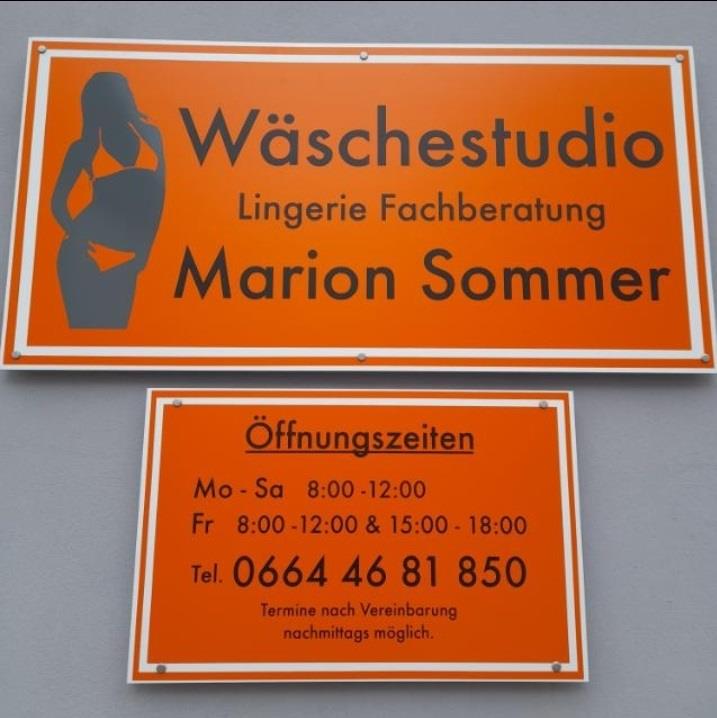 Wäschestudio
Lingerie Fachberatung
Marion Sommer
Öffnungszeiten
Mo - Sa 8:00 -12:00
Fr 8:00 -12:00 & 15:00 - 18:00
Tel. 0664 46 81 850
Termine nach Vereinbarung
nachmittags möglich.